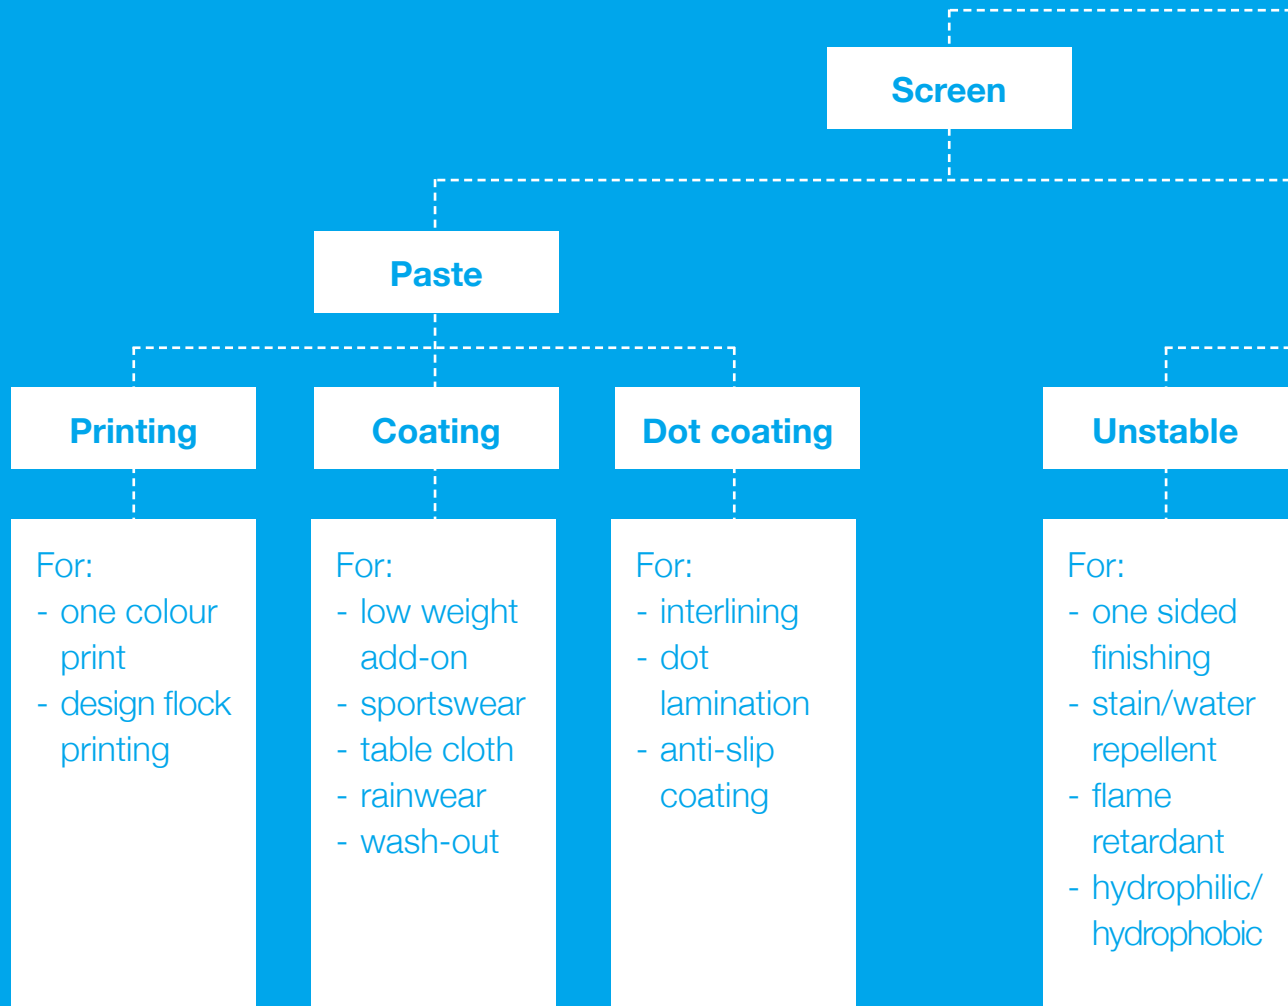 Screen
Paste
Printing
Coating
Dot coating
Unstable
For:
- one colour
print
- design flock
printing
For:
- low weight
add-on
- sportswear
- table cloth
- rainwear
- wash-out
For:
- interlining
- dot
lamination
- anti-slip
coating
For:
- one sided
finishing
- stain/water
repellent
- flame
retardant
- hydrophilic/
hydrophobic